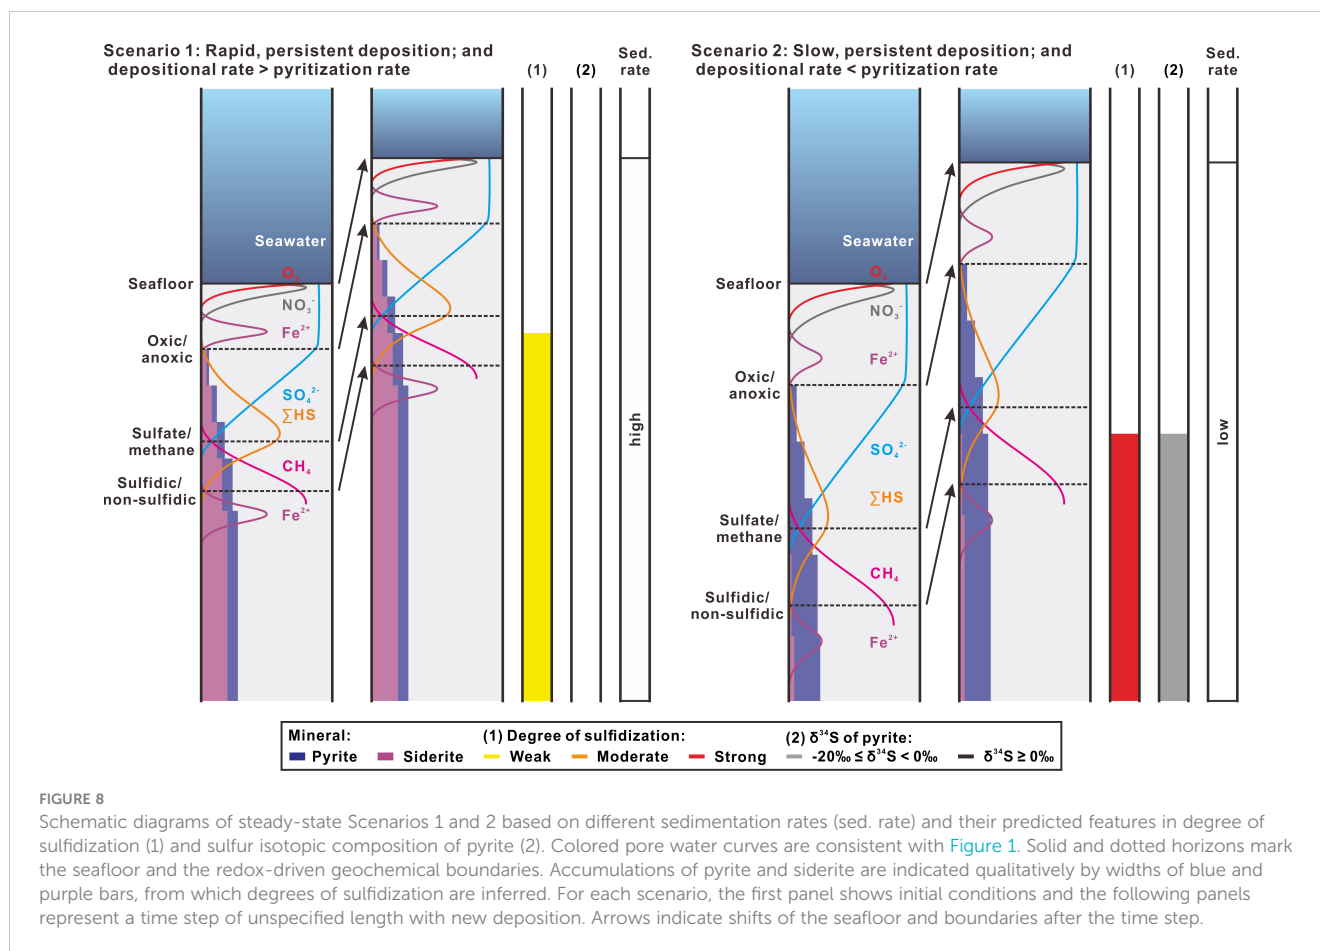 Scenario 1: Rapid, persistent deposition; and
depositional rate > pyritization rate
(1)
(2)
Sed.
rate
Seawater
Seafloor
O₂
NO₃⁻
Fe²⁺
Oxic/
anoxic
SO₄²⁻
∑HS
Sulfate/
methane
CH₄
Sulfidic/
non-sulfidic
Fe²⁺
high
Scenario 2: Slow, persistent deposition; and
depositional rate < pyritization rate
(1)
(2)
Sed.
rate
Seawater
Seafloor
O₂
NO₃⁻
Fe²⁺
Oxic/
anoxic
SO₄²⁻
∑HS
Sulfate/
methane
CH₄
Sulfidic/
non-sulfidic
Fe²⁺
low
Mineral: (1) Degree of sulfidization: (2) δ³⁴S of pyrite:
Pyrite Siderite Weak Moderate Strong -20‰ ≤ δ³⁴S < 0‰ δ³⁴S ≥ 0‰
FIGURE 8
Schematic diagrams of steady-state Scenarios 1 and 2 based on different sedimentation rates (sed. rate) and their predicted features in degree of
sulfidization (1) and sulfur isotopic composition of pyrite (2). Colored pore water curves are consistent with Figure 1. Solid and dotted horizons mark
the seafloor and the redox-driven geochemical boundaries. Accumulations of pyrite and siderite are indicated qualitatively by widths of blue and
purple bars, from which degrees of sulfidization are inferred. For each scenario, the first panel shows initial conditions and the following panels
represent a time step of unspecified length with new deposition. Arrows indicate shifts of the seafloor and boundaries after the time step.